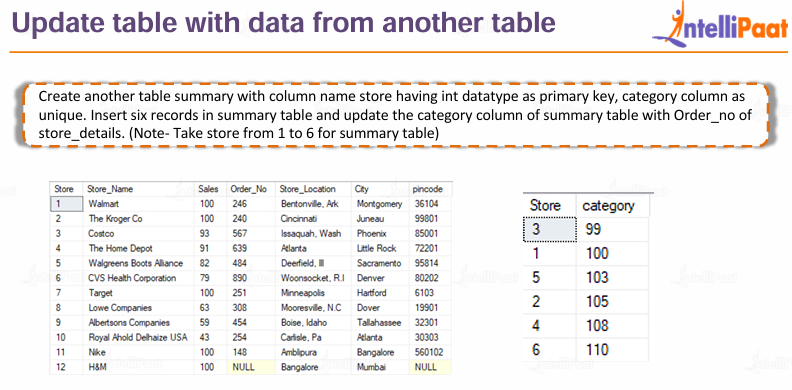 Update table with data from another table
IntelliPaat
Create another table summary with column name store having int datatype as primary key, category column as
unique. Insert six records in summary table and update the category column of summary table with Order_no of
store_details. (Note- Take store from 1 to 6 for summary table)
Store Store_Name Sales Order_No Store_Location City pincode
1 Walmart 100 246 Bentonville, Ark Montgomery 36104
2 The Kroger Co 100 240 Cincinnati Juneau 99801
3 Costco 93 567 Issaquah, Wash Phoenix 85001
4 The Home Depot 91 639 Atlanta Little Rock 72201
5 Walgreens Boots Alliance 82 484 Deerfield, Ill Sacramento 95814
6 CVS Health Corporation 79 890 Woonsocket, R.I Denver 80202
7 Target 100 251 Minneapolis Hartford 6103
8 Lowe Companies 63 308 Mooresville, N.C Dover 19901
9 Albertsons Companies 59 454 Boise, Idaho Tallahassee 32301
10 Royal Ahold Delhaize USA 43 254 Carlisle, Pa Atlanta 30303
11 Nike 100 148 Amblipura Bangalore 560102
12 H&M 100 NULL Bangalore Mumbai NULL
Store category
3 99
1 100
5 103
2 105
4 108
6 110